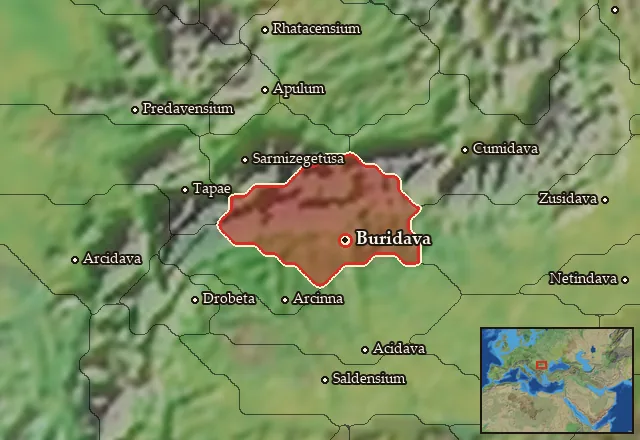 Rhatacensium
Apulum
Predavensium
Cumidava
Sarmizegetusa
Tapae
Zusidava
Buridava
Arcidava
Netindava
Drobeta
Arcinna
Acidava
Saldensium